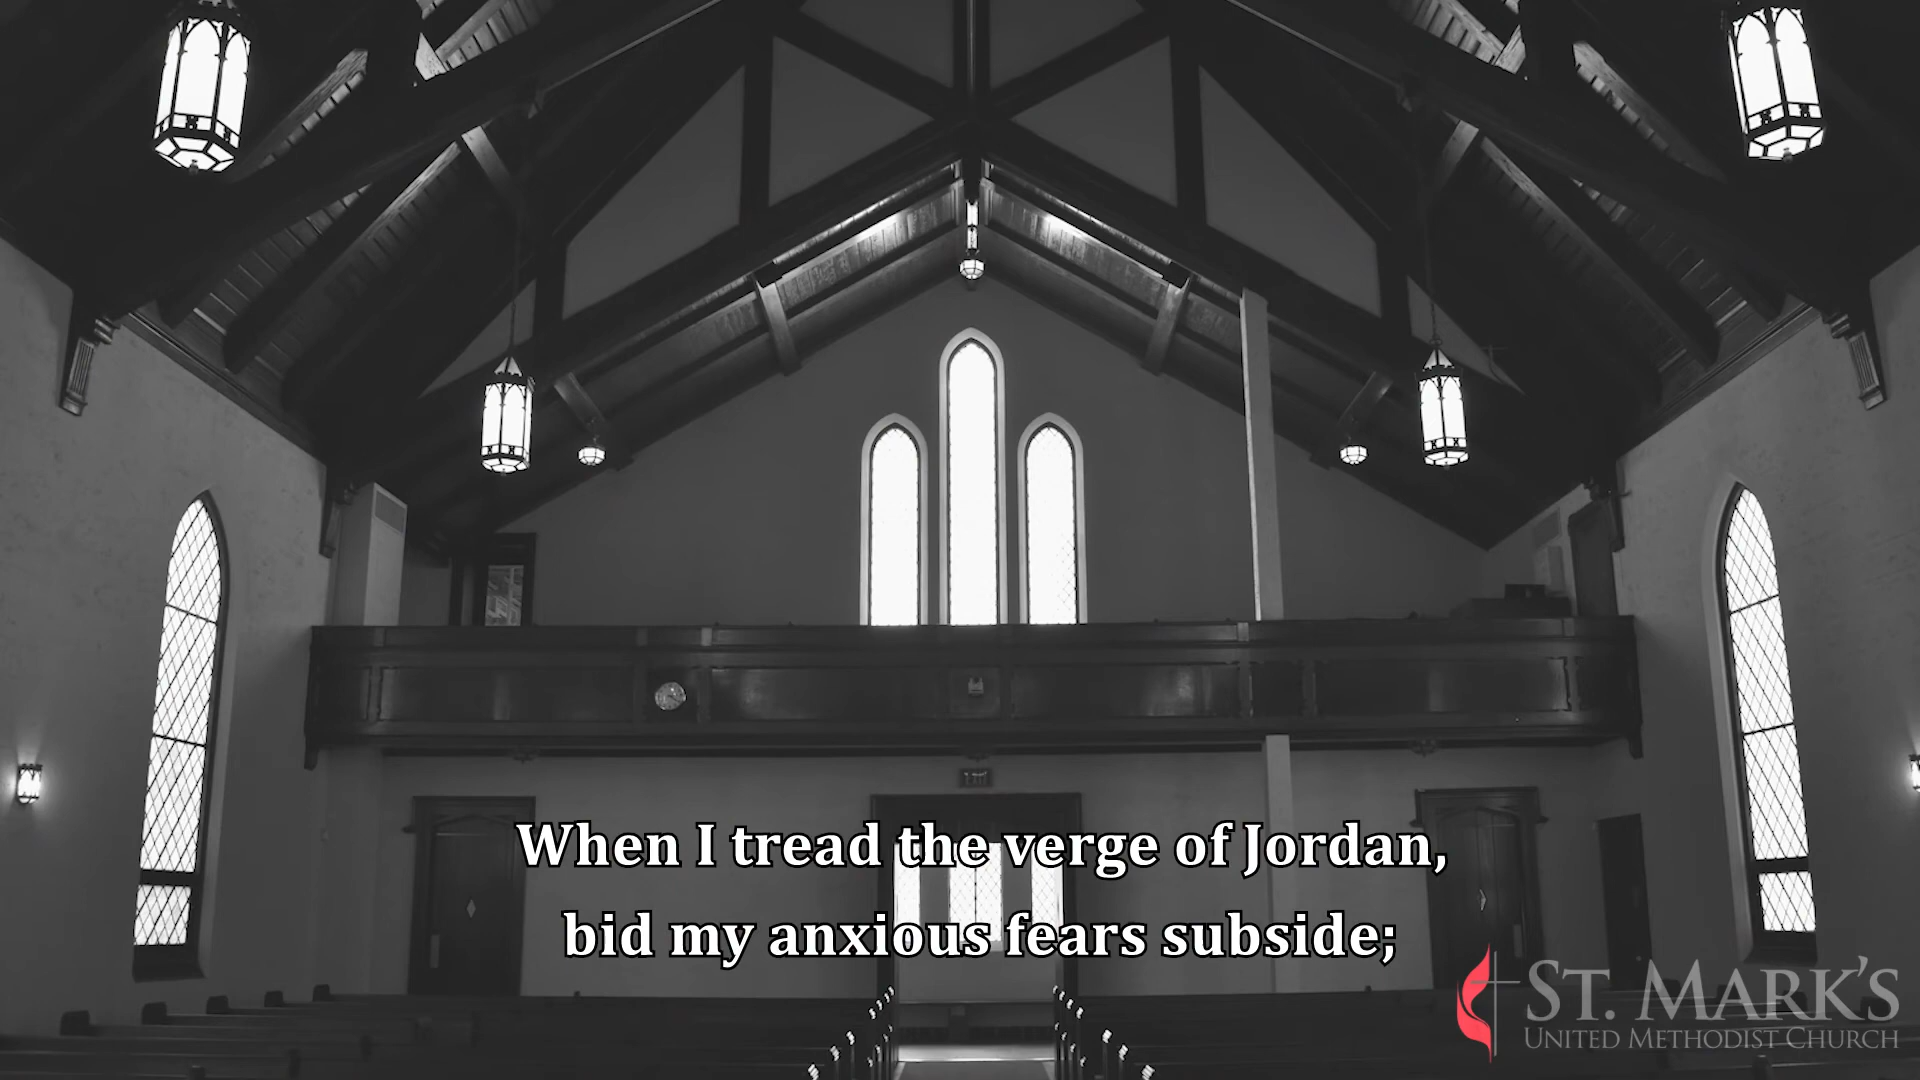 When I tread the verge of Jordan,
bid my anxious fears subside;
St. Mark's
United Methodist Church